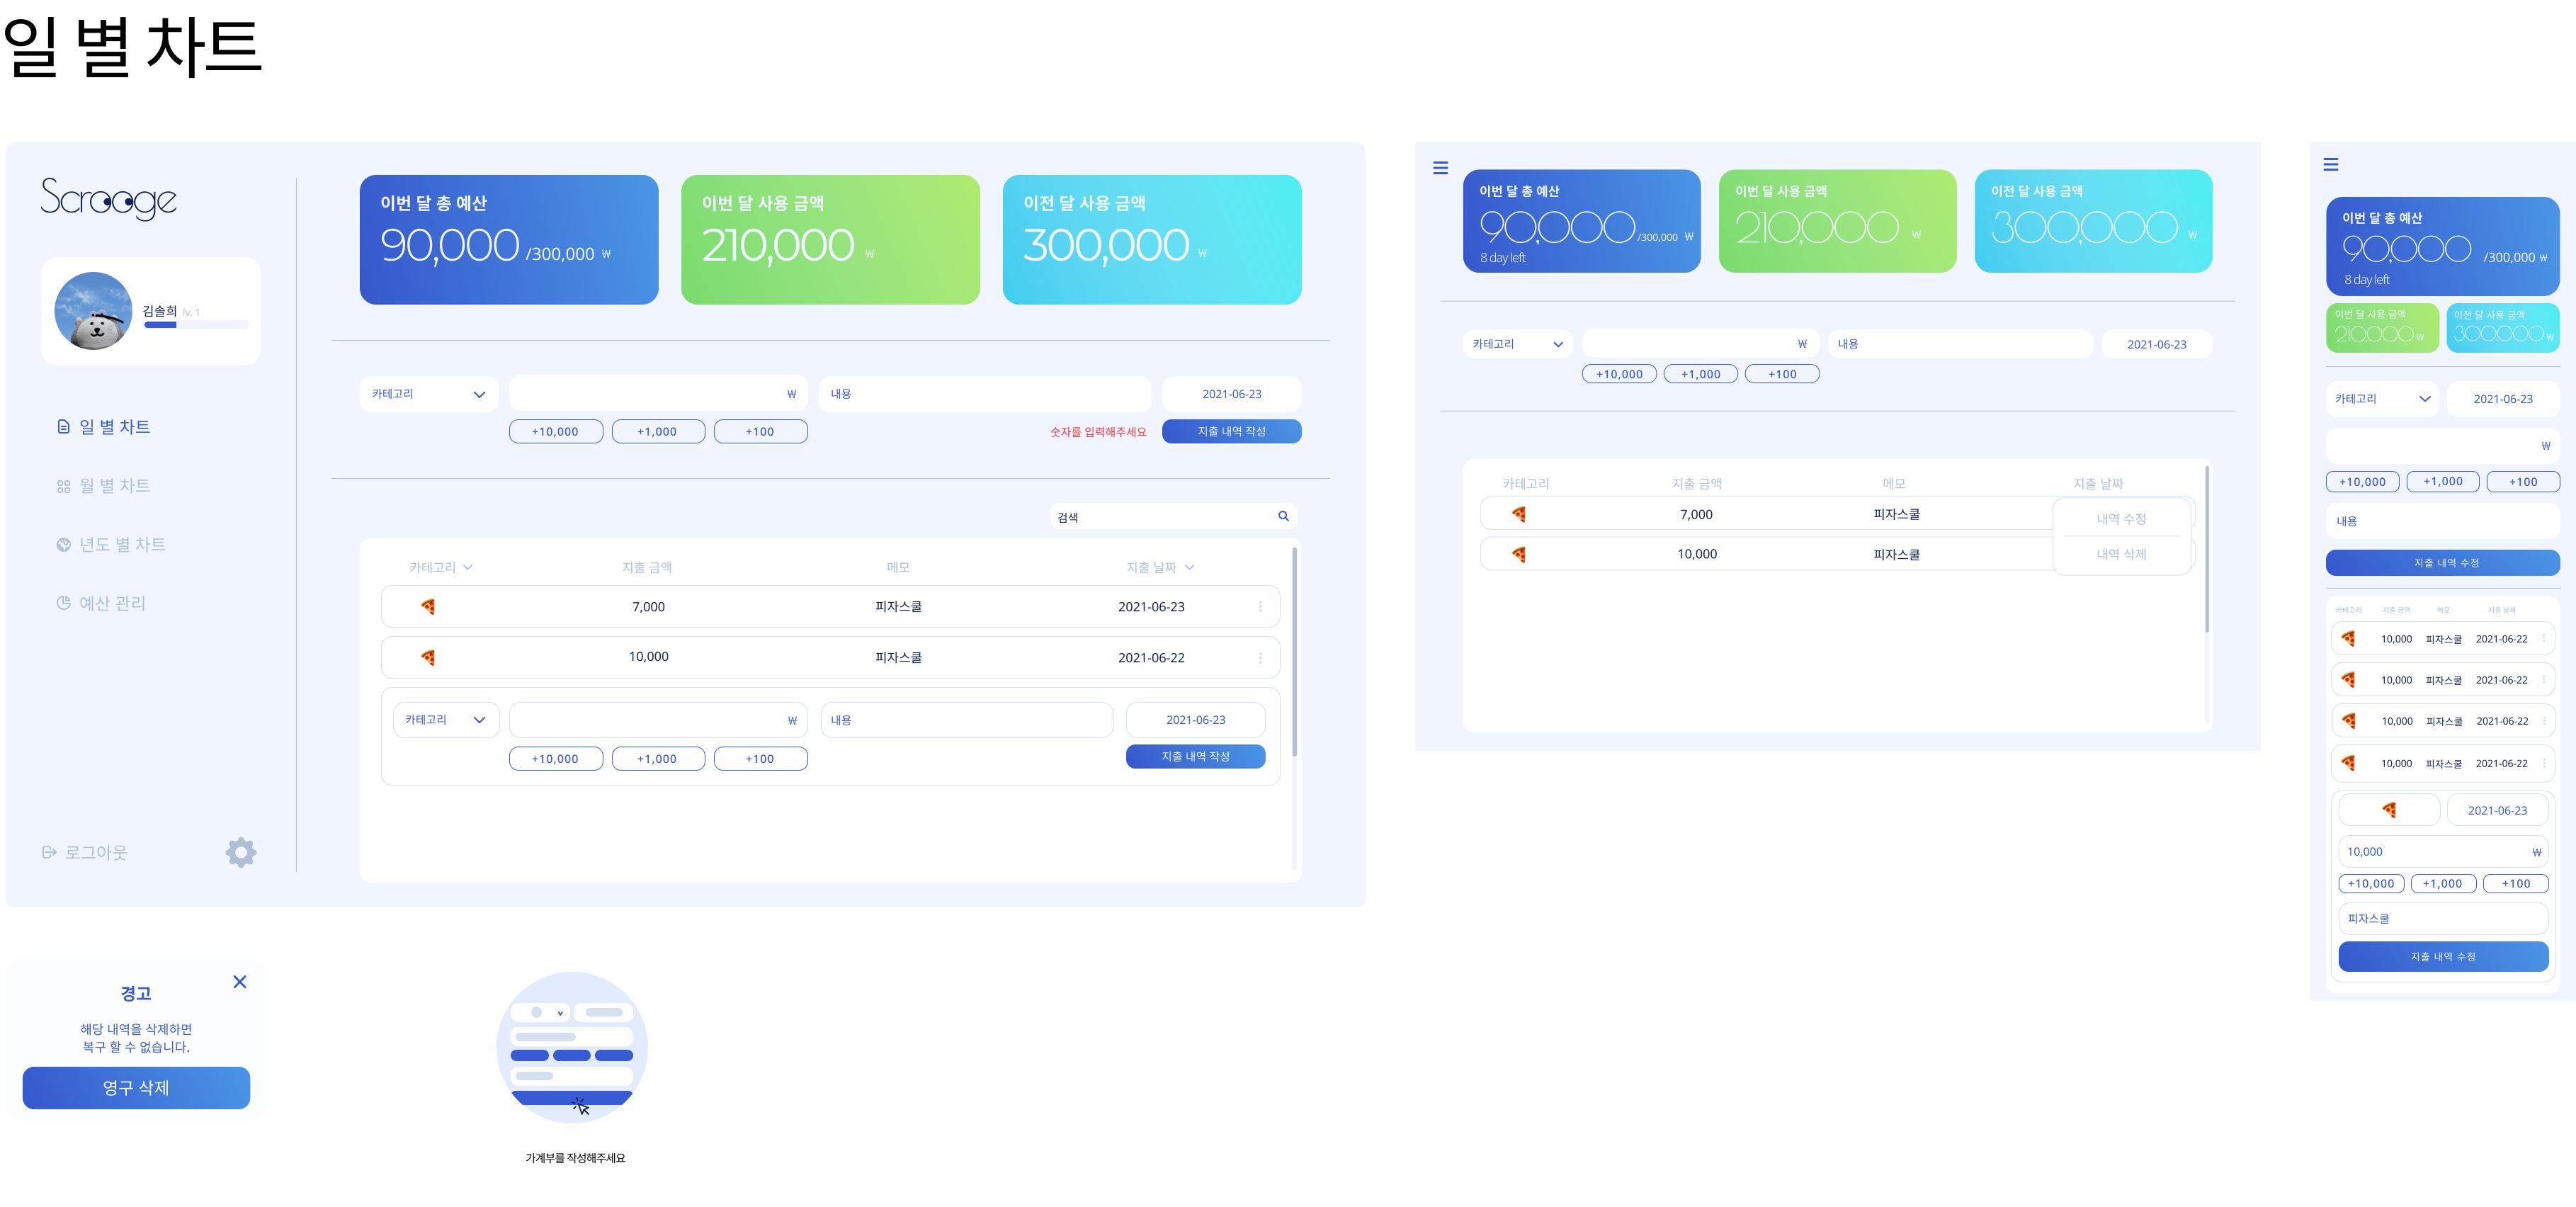 일 별 차트
Scrooge
김솔희 lv. 1
일 별 차트
월 별 차트
년도 별 차트
예산 관리
로그아웃
이번 달 총 예산
90,000 /300,000 ₩
이번 달 사용 금액
210,000 ₩
이전 달 사용 금액
300,000 ₩
카테고리 ₩ 내용 2021-06-23
+10,000 +1,000 +100 숫자를 입력해주세요 지출 내역 작성
검색
카테고리 지출 금액 메모 지출 날짜
7,000 피자스쿨 2021-06-23
10,000 피자스쿨 2021-06-22
카테고리 ₩ 내용 2021-06-23
+10,000 +1,000 +100 지출 내역 작성
이번 달 총 예산
90,000 /300,000 ₩
8 day left
이번 달 사용 금액
210,000 ₩
이전 달 사용 금액
300,000 ₩
카테고리 ₩ 내용 2021-06-23
+10,000 +1,000 +100
카테고리 지출 금액 메모 지출 날짜
7,000 피자스쿨
10,000 피자스쿨
내역 수정
내역 삭제
이번 달 총 예산
90,000 /300,000 ₩
8 day left
이번 달 사용 금액
210,000 ₩
이전 달 사용 금액
300,000 ₩
카테고리 2021-06-23
₩
+10,000 +1,000 +100
내용
지출 내역 수정
카테고리 지출 금액 메모 지출 날짜
10,000 피자스쿨 2021-06-22
10,000 피자스쿨 2021-06-22
10,000 피자스쿨 2021-06-22
10,000 피자스쿨 2021-06-22
2021-06-23
10,000 ₩
+10,000 +1,000 +100
피자스쿨
지출 내역 수정
경고
해당 내역을 삭제하면
복구 할 수 없습니다.
영구 삭제
가계부를 작성해주세요